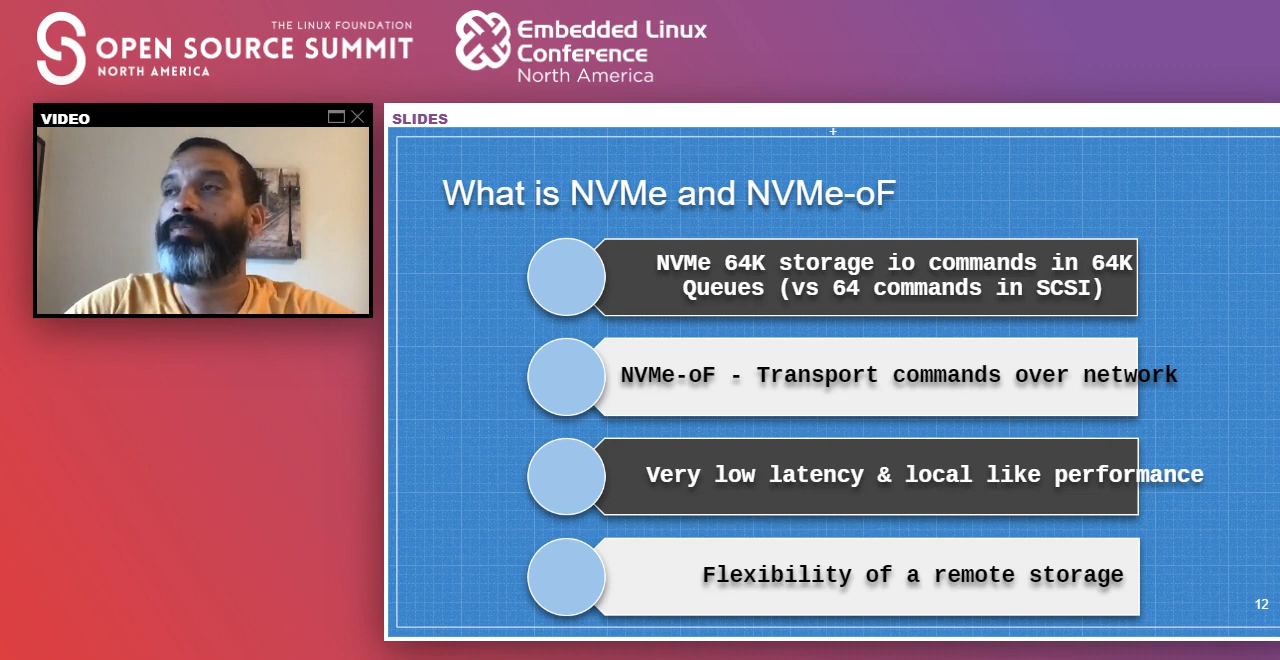 THE LINUX FOUNDATION
OPEN SOURCE SUMMIT
NORTH AMERICA
Embedded Linux
Conference
North America
VIDEO
SLIDES
What is NVMe and NVMe-oF
NVMe 64K storage io commands in 64K
Queues (vs 64 commands in SCSI)
NVMe-oF - Transport commands over network
Very low latency & local like performance
Flexibility of a remote storage
12